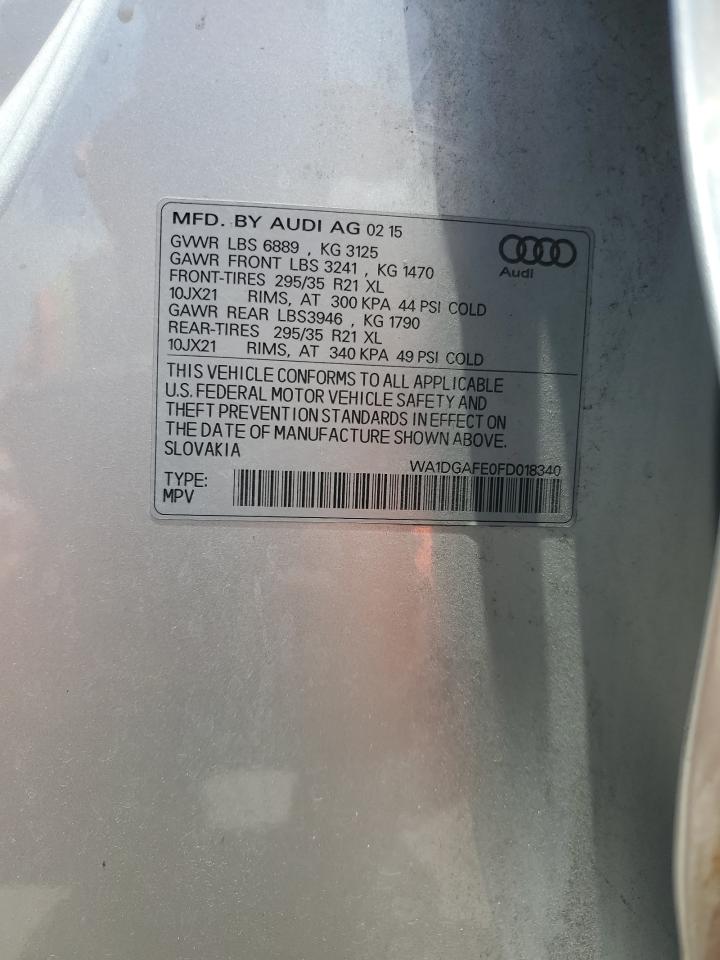 MFD. BY AUDI AG 02 15
GVWR LBS 6889 , KG 3125
GAWR FRONT LBS 3241 , KG 1470
FRONT-TIRES 295/35 R21 XL
10JX21 RIMS, AT 300 KPA 44 PSI COLD
GAWR REAR LBS3946 , KG 1790
REAR-TIRES 295/35 R21 XL
10JX21 RIMS, AT 340 KPA 49 PSI COLD
Audi
THIS VEHICLE CONFORMS TO ALL APPLICABLE
U.S. FEDERAL MOTOR VEHICLE SAFETY AND
THEFT PREVENTION STANDARDS IN EFFECT ON
THE DATE OF MANUFACTURE SHOWN ABOVE.
SLOVAKIA
WA1DGAFE0FD018340
TYPE:
MPV